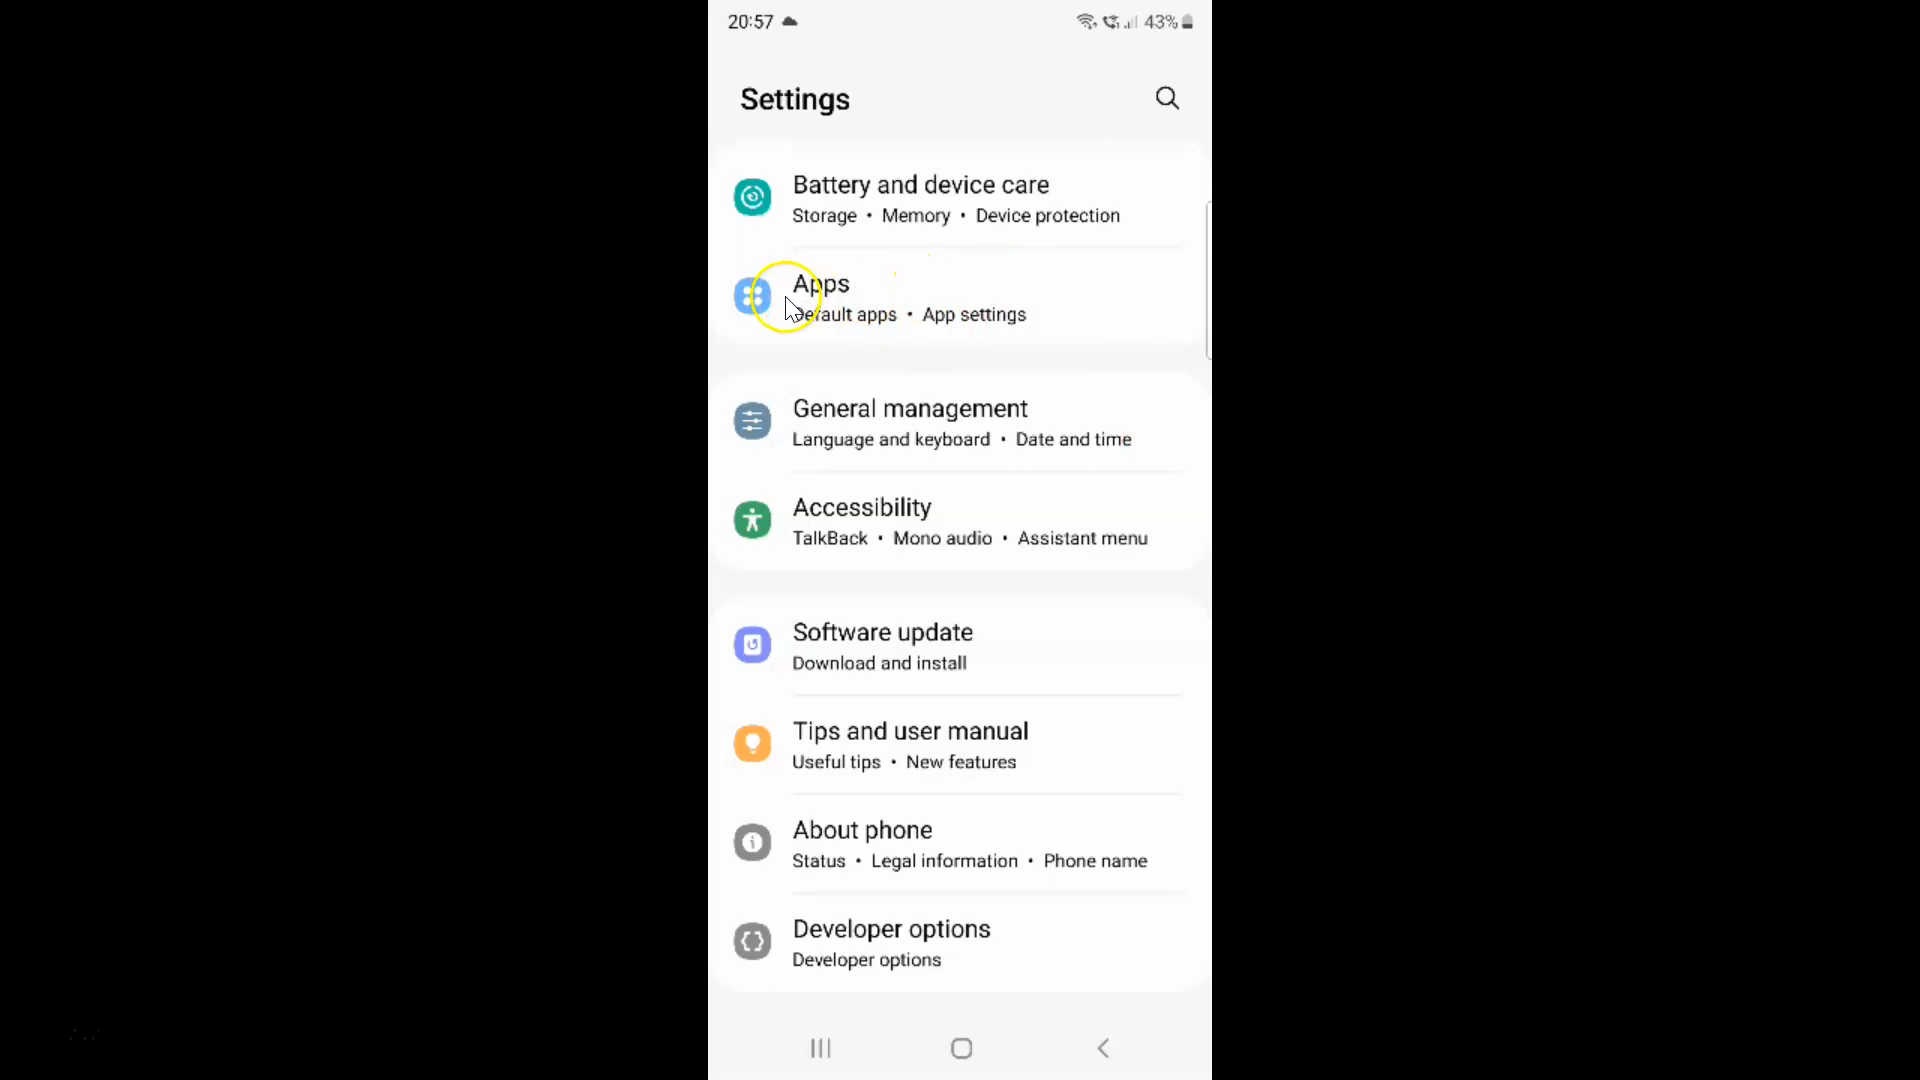 20:57 43%
Settings
Battery and device care
Storage • Memory • Device protection
Apps
Default apps • App settings
General management
Language and keyboard • Date and time
Accessibility
TalkBack • Mono audio • Assistant menu
Software update
Download and install
Tips and user manual
Useful tips • New features
About phone
Status • Legal information • Phone name
Developer options
Developer options